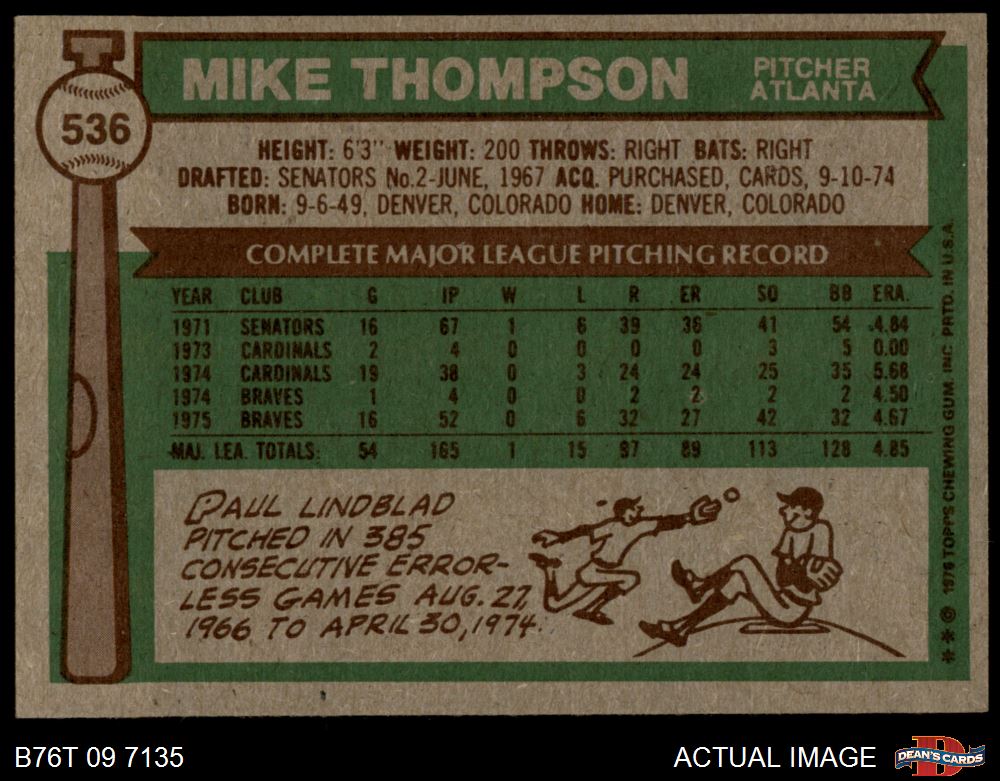 MIKE THOMPSON
PITCHER
ATLANTA
536
HEIGHT: 6'3" WEIGHT: 200 THROWS: RIGHT BATS: RIGHT
DRAFTED: SENATORS No.2-JUNE, 1967 ACQ. PURCHASED, CARDS, 9-10-74
BORN: 9-6-49, DENVER, COLORADO HOME: DENVER, COLORADO
COMPLETE MAJOR LEAGUE PITCHING RECORD
YEAR CLUB G IP W L R ER SO BB ERA.
1971 SENATORS 16 67 1 6 39 36 41 54 4.84
1973 CARDINALS 2 4 0 0 0 0 3 5 0.00
1974 CARDINALS 19 38 0 3 24 24 25 35 5.68
1974 BRAVES 1 4 0 0 2 2 2 2 4.50
1975 BRAVES 16 52 0 6 32 27 42 32 4.67
MAJ. LEA. TOTALS: 54 165 1 15 97 89 113 128 4.85
PAUL LINDBLAD
PITCHED IN 385
CONSECUTIVE ERROR-
LESS GAMES AUG. 27,
1966 TO APRIL 30, 1974.
** © 1976 TOPPS CHEWING GUM, INC. PRTD. IN U.S.A.
B76T 09 7135
ACTUAL IMAGE
D
DEAN'S CARDS